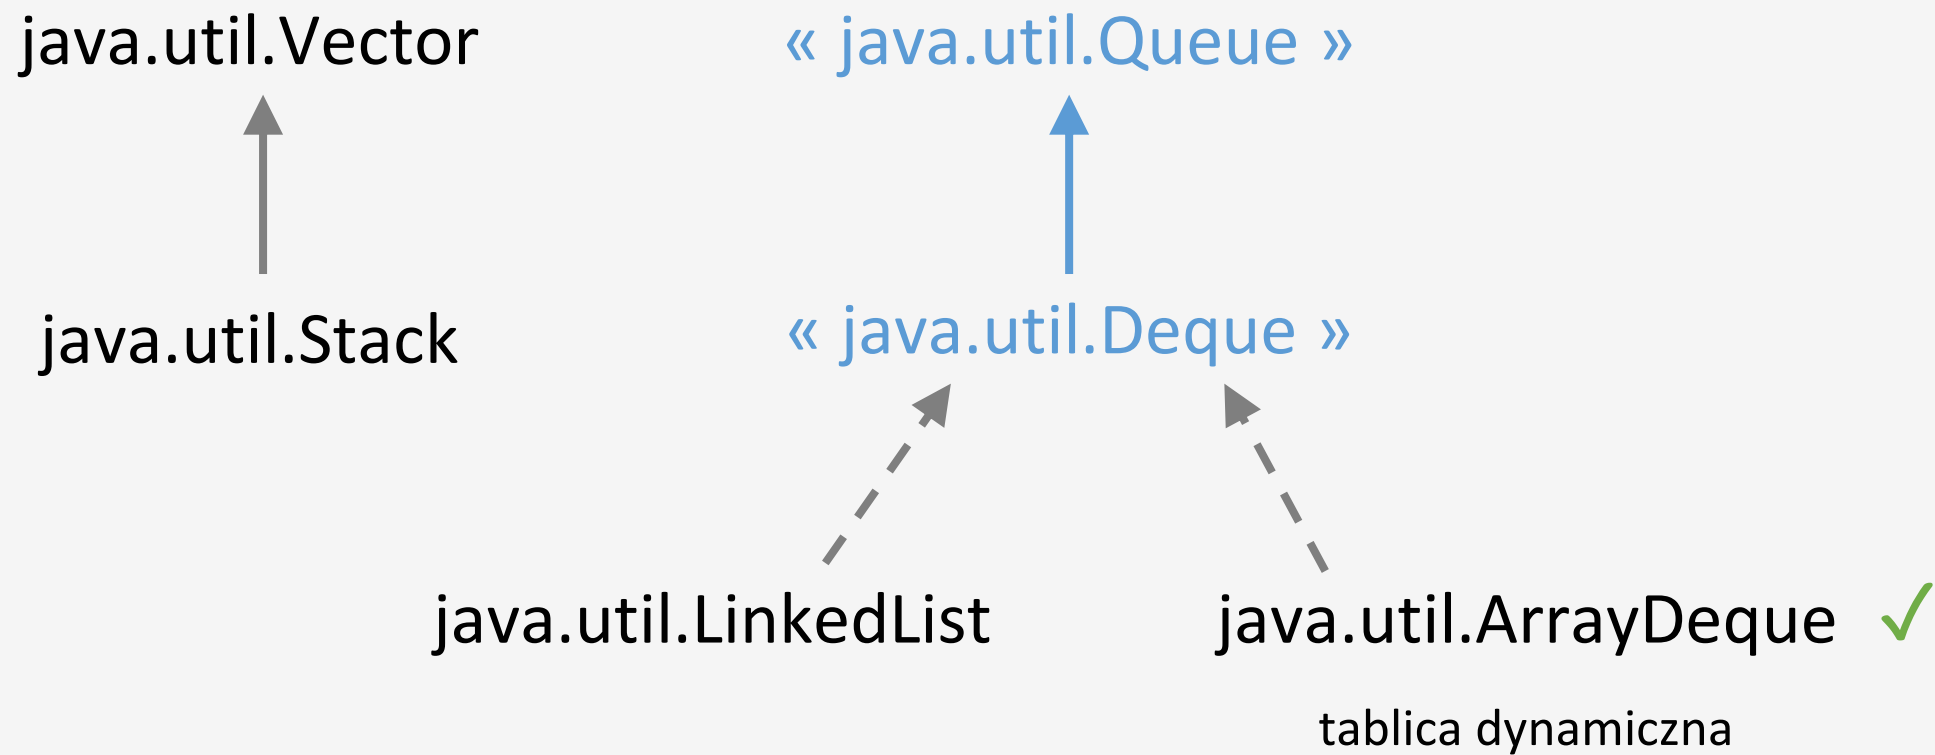 java.util.Vector
« java.util.Queue »
java.util.Stack
« java.util.Deque »
java.util.LinkedList
java.util.ArrayDeque ✓
tablica dynamiczna